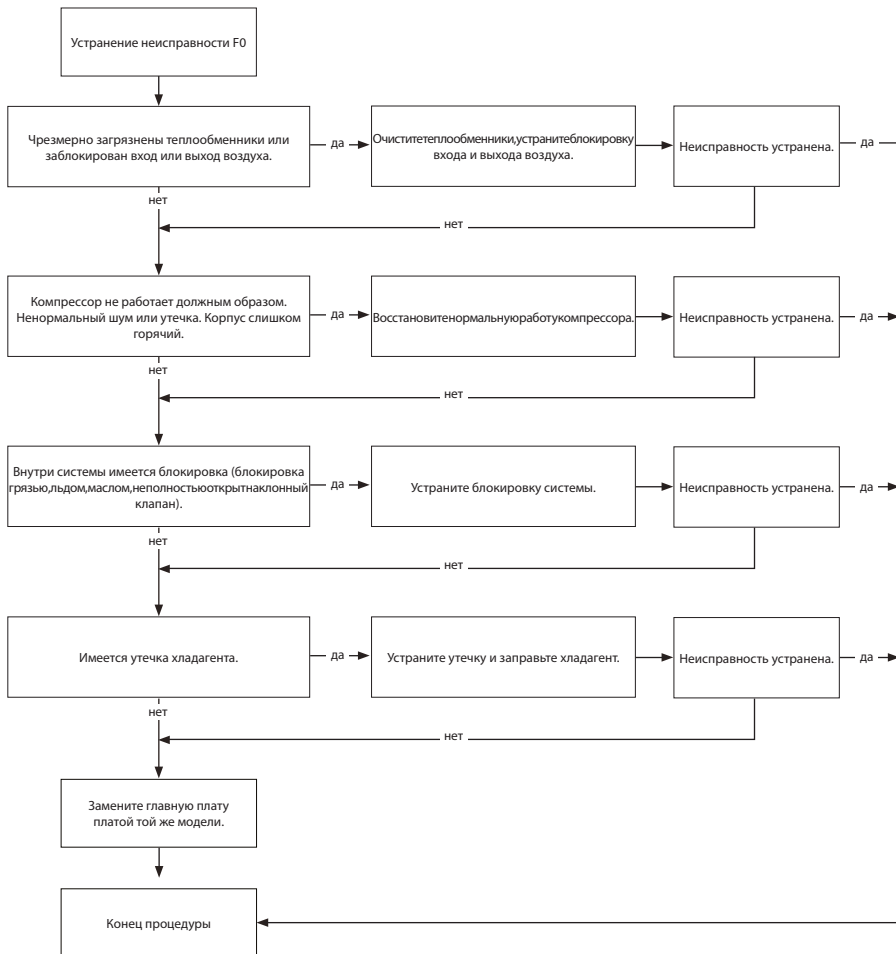 Устранение неисправности F0
Чрезмерно загрязнены теплообменники или
заблокирован вход или выход воздуха.
да
Очиститетеплообменники,устранитеблокировку
входа и выхода воздуха.
Неисправность устранена.
да
нет
нет
Компрессор не работает должным образом.
Ненормальный шум или утечка. Корпус слишком
горячий.
да
Восстановитенормальнуюработукомпрессора.
Неисправность устранена.
да
нет
нет
Внутри системы имеется блокировка (блокировка
грязью,льдом,маслом,неполностьюоткрытнаклонный
клапан).
да
Устраните блокировку системы.
Неисправность устранена.
да
нет
нет
Имеется утечка хладагента.
да
Устраните утечку и заправьте хладагент.
Неисправность устранена.
да
нет
нет
Замените главную плату
платой той же модели.
Конец процедуры